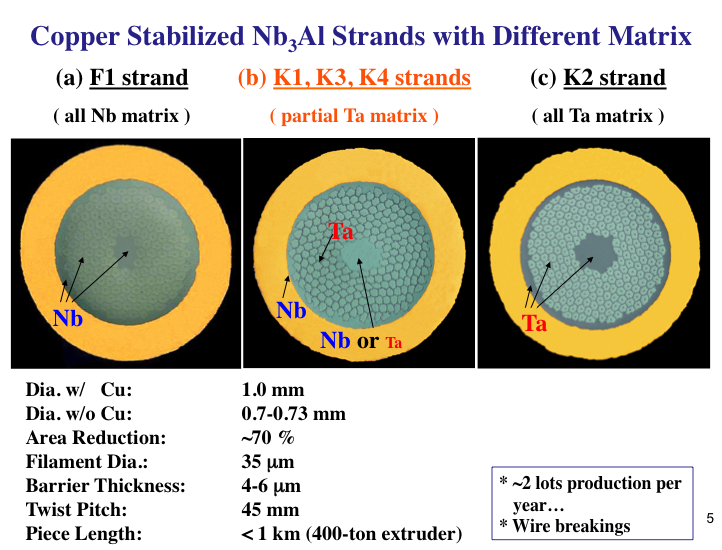 Copper Stabilized Nb3Al Strands with Different Matrix
(a) F1 strand
( all Nb matrix )
(b) K1, K3, K4 strands
( partial Ta matrix )
(c) K2 strand
( all Ta matrix )
Nb
Ta
Nb
Nb or Ta
Ta
Dia. w/ Cu: 1.0 mm
Dia. w/o Cu: 0.7-0.73 mm
Area Reduction: ~70 %
Filament Dia.: 35 μm
Barrier Thickness: 4-6 μm
Twist Pitch: 45 mm
Piece Length: < 1 km (400-ton extruder)
* ~2 lots production per
year…
* Wire breakings
5